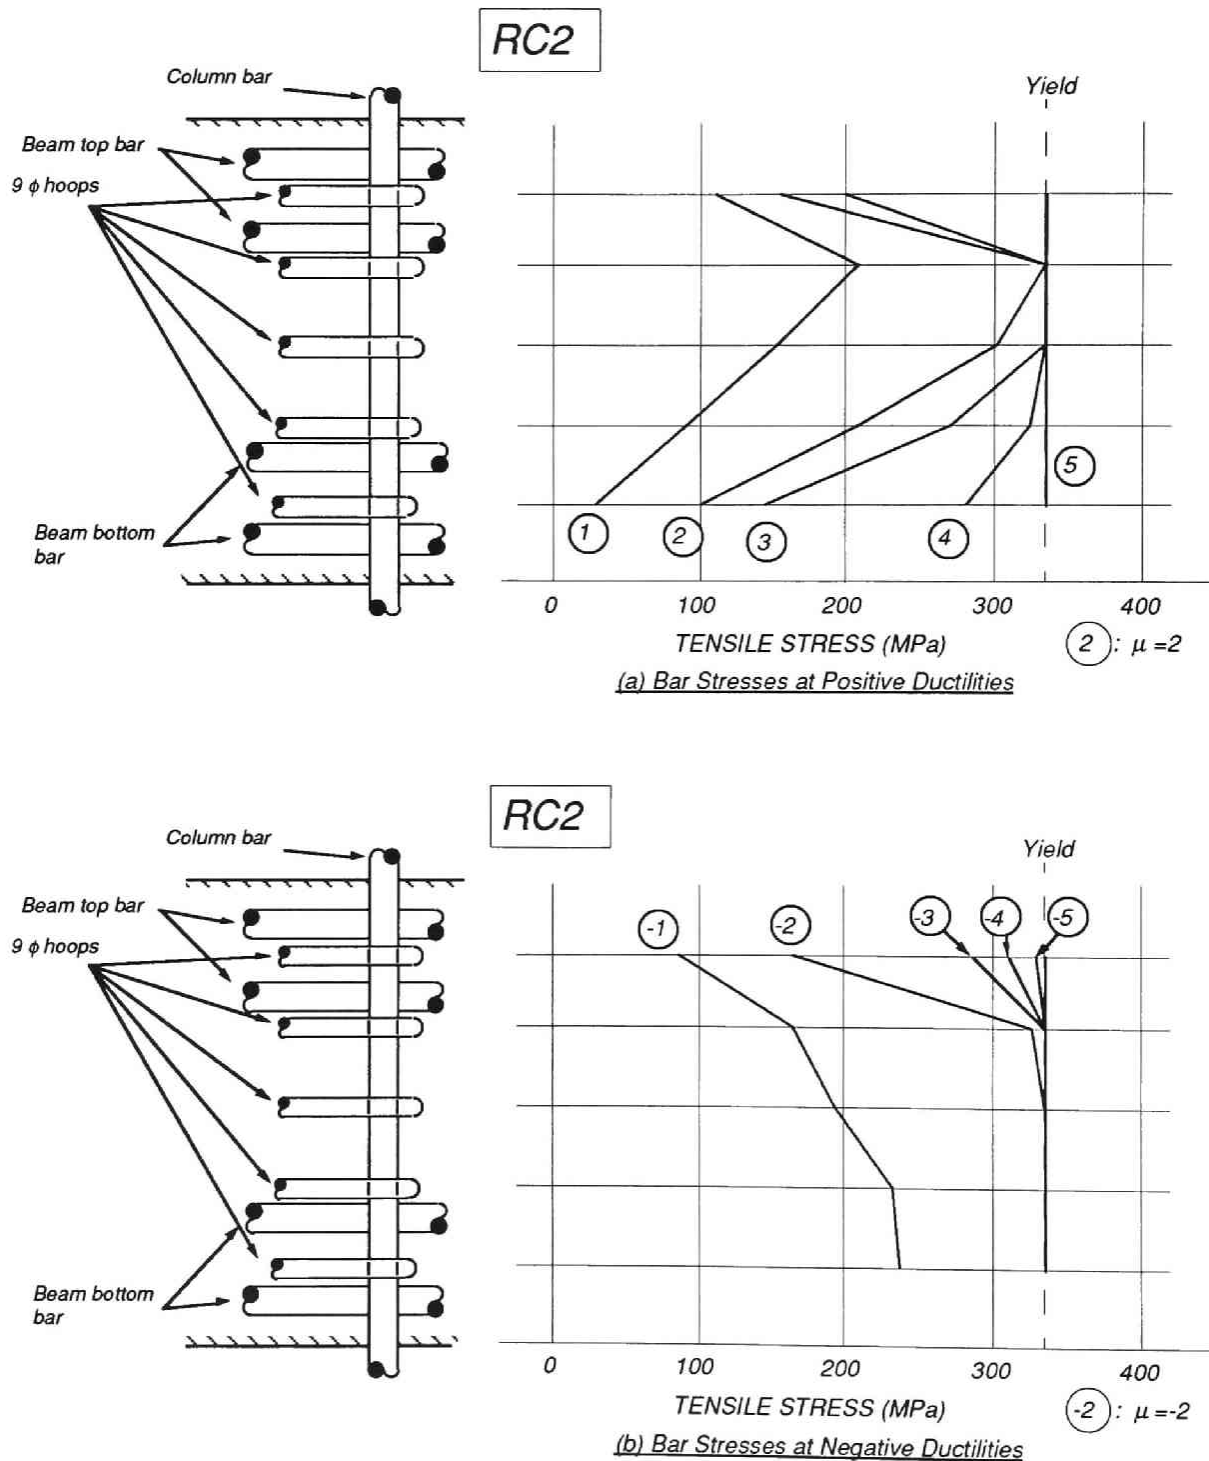 RC2
Column bar
Yield
Beam top bar
9 ϕ hoops
5
Beam bottom
bar
1
2
3
4
0
100
200
300
400
TENSILE STRESS (MPa)
2 : μ =2
(a) Bar Stresses at Positive Ductilities
RC2
Column bar
Yield
Beam top bar
9 ϕ hoops
-1
-2
-3
-4
-5
Beam bottom
bar
0
100
200
300
400
TENSILE STRESS (MPa)
-2 : μ=-2
(b) Bar Stresses at Negative Ductilities